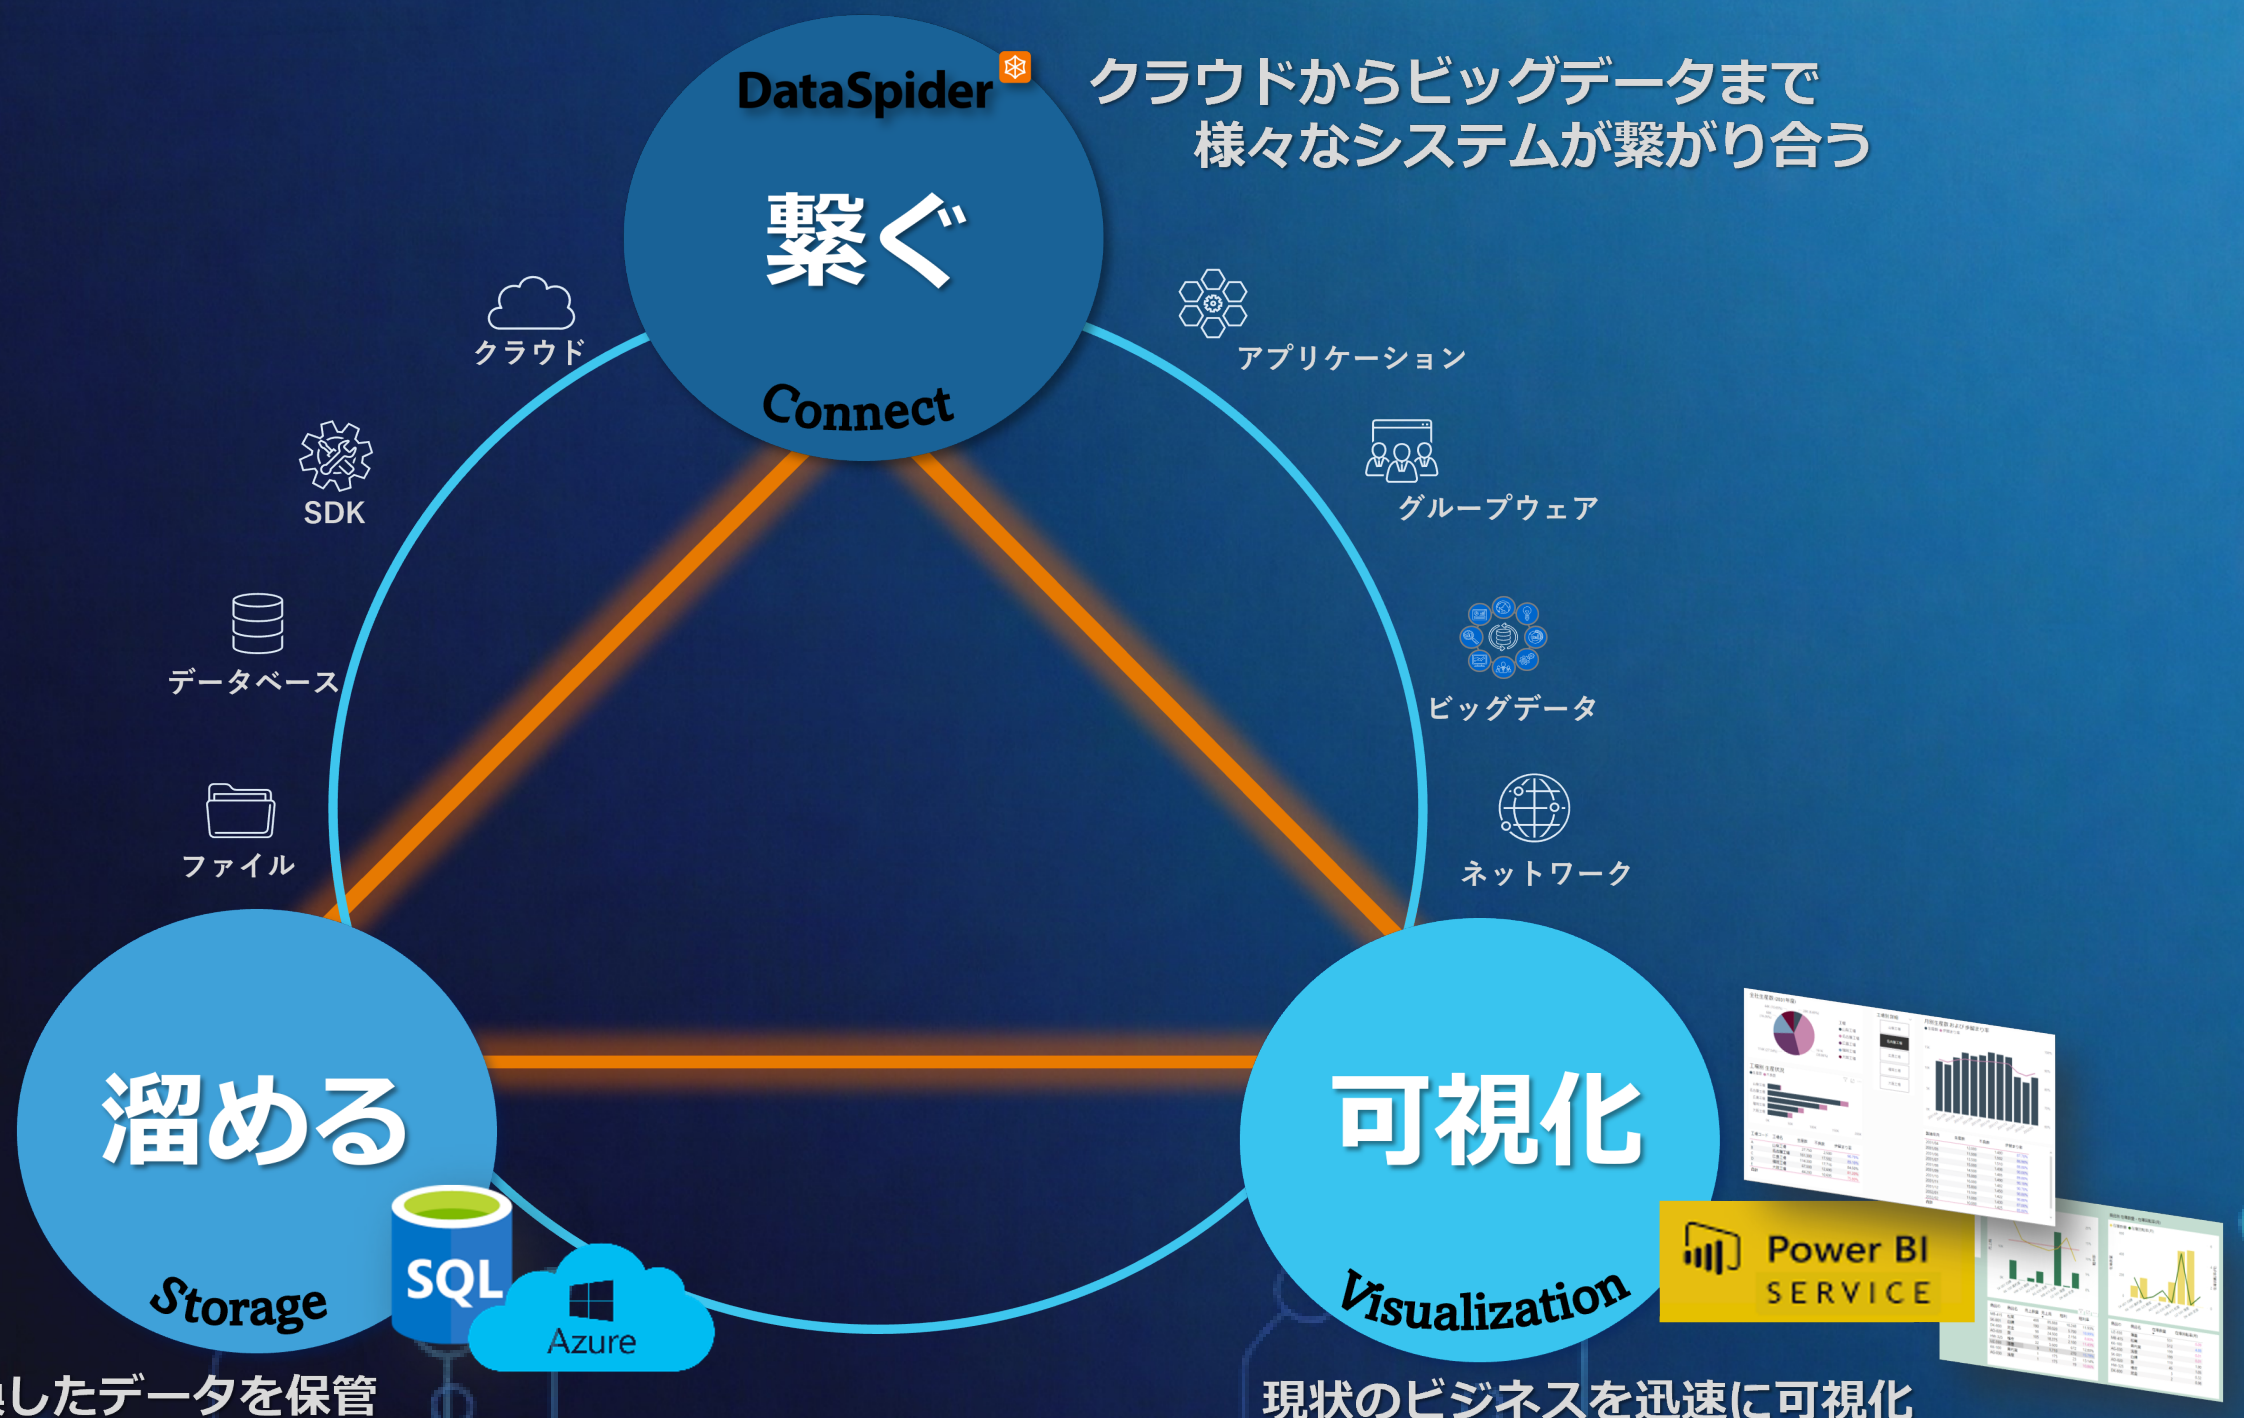 DataSpider
クラウドからビッグデータまで
様々なシステムが繋がり合う
繋ぐ
Connect
クラウド
アプリケーション
SDK
グループウェア
データベース
ビッグデータ
ファイル
ネットワーク
溜める
Storage
SQL
Azure
可視化
Visualization
Power BI
SERVICE
したデータを保管
現状のビジネスを迅速に可視化